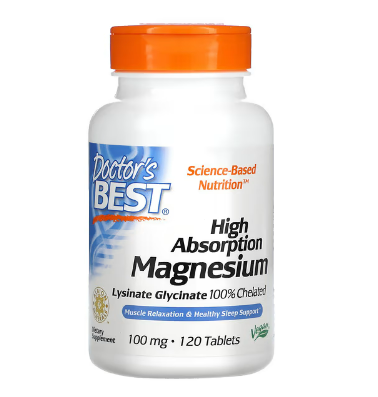 Doctor's
BEST®
Science-Based
Nutrition™
High
Absorption
Magnesium
Lysinate Glycinate 100% Chelated
Muscle Relaxation & Healthy Sleep Support*
Dietary
Supplement
100 mg • 120 Tablets
Vegan